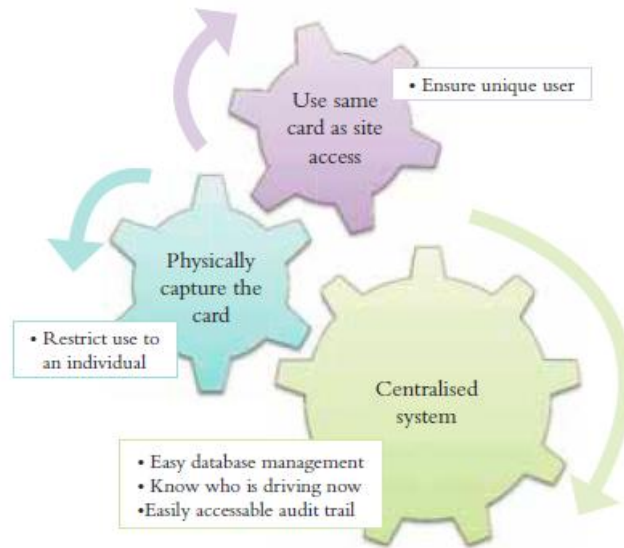 Use same
card as site
access
• Ensure unique user
Physically
capture the
card
• Restrict use to
an individual
Centralised
system
• Easy database management
• Know who is driving now
•Easily accessable audit trail